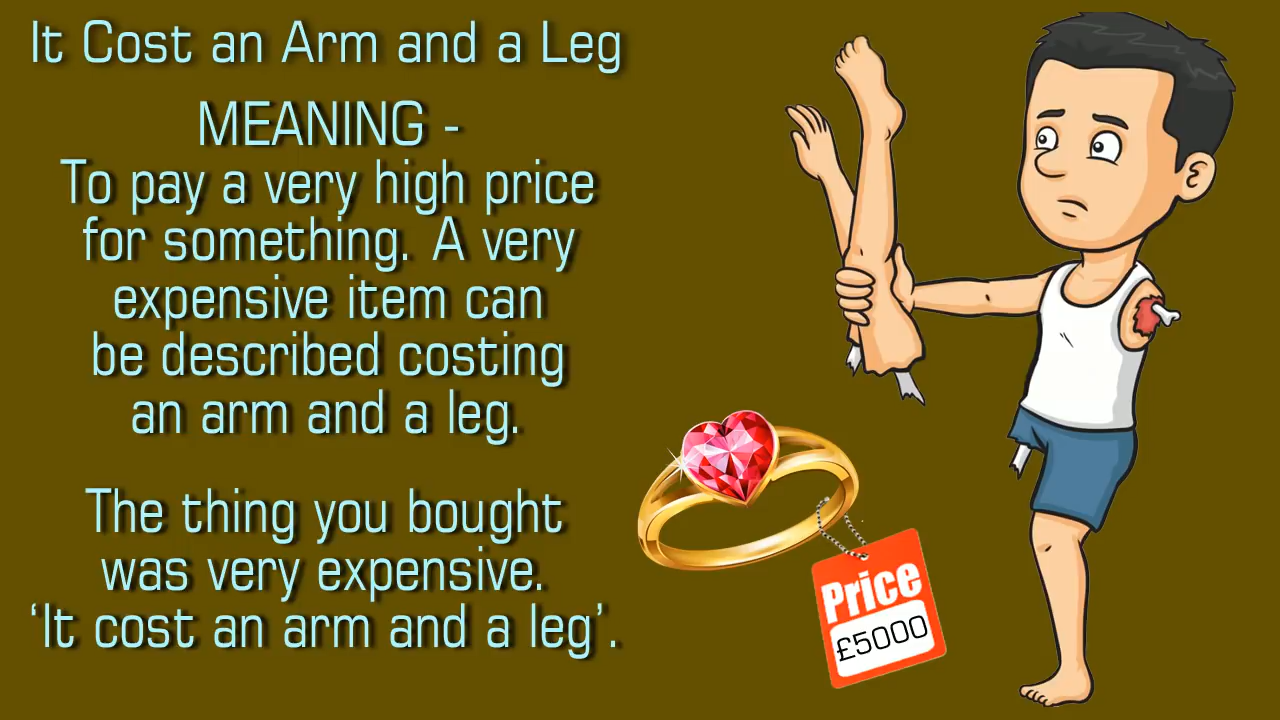 It Cost an Arm and a Leg
MEANING -
To pay a very high price
for something. A very
expensive item can
be described costing
an arm and a leg.
The thing you bought
was very expensive.
‘It cost an arm and a leg’.
Price
£5000